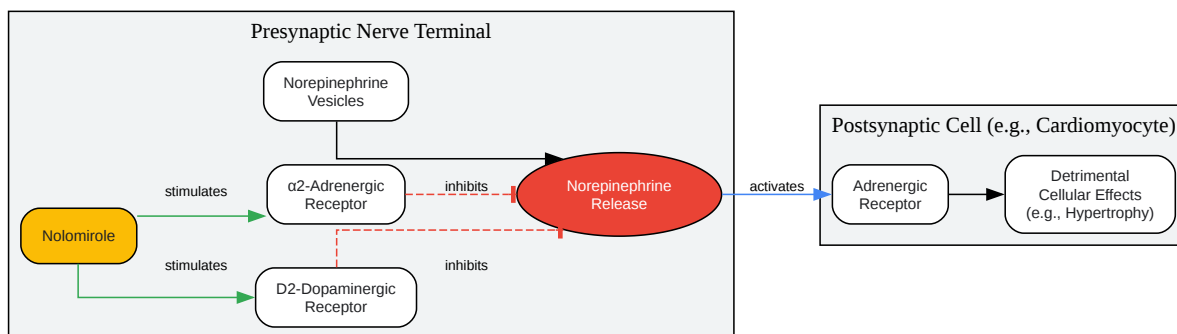 Presynaptic Nerve Terminal
Norepinephrine
Vesicles
Postsynaptic Cell (e.g., Cardiomyocyte)
stimulates
α2-Adrenergic
Receptor
inhibits
Norepinephrine
Release
activates
Adrenergic
Receptor
Detrimental
Cellular Effects
(e.g., Hypertrophy)
Nolomirole
stimulates
D2-Dopaminergic
Receptor
inhibits